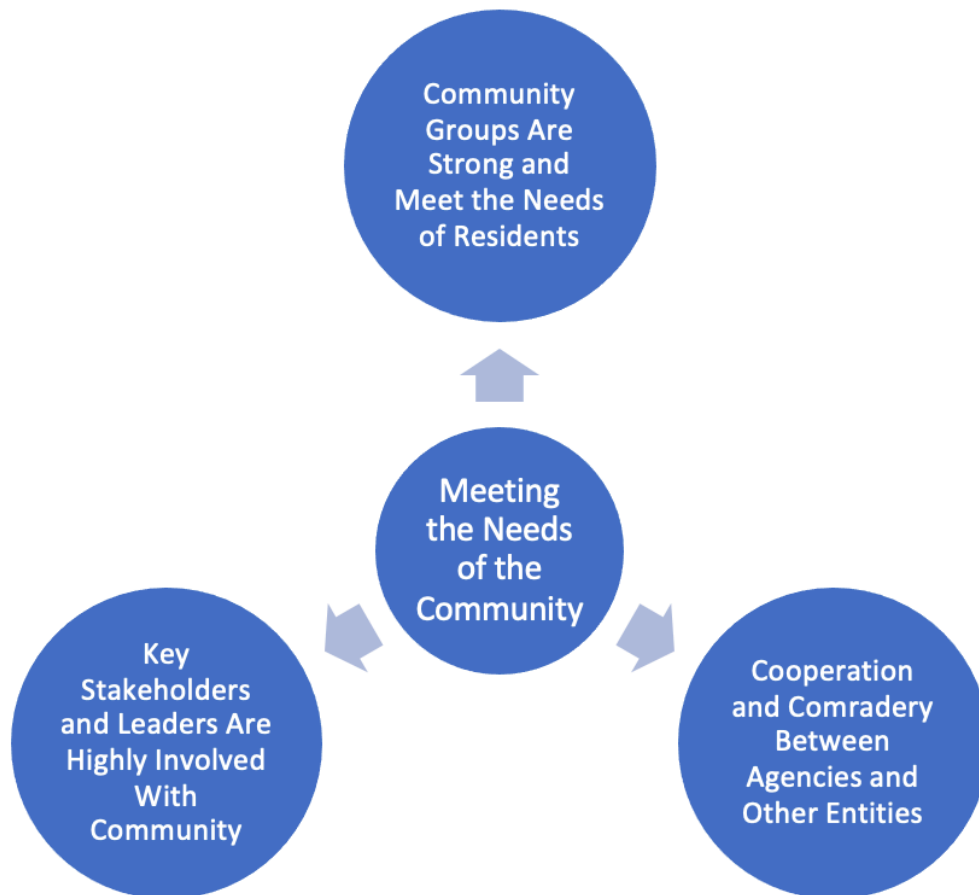 Community
Groups Are
Strong and
Meet the Needs
of Residents
Meeting
the Needs
of the
Community
Key
Stakeholders
and Leaders Are
Highly Involved
With
Community
Cooperation
and Comradery
Between
Agencies and
Other Entities